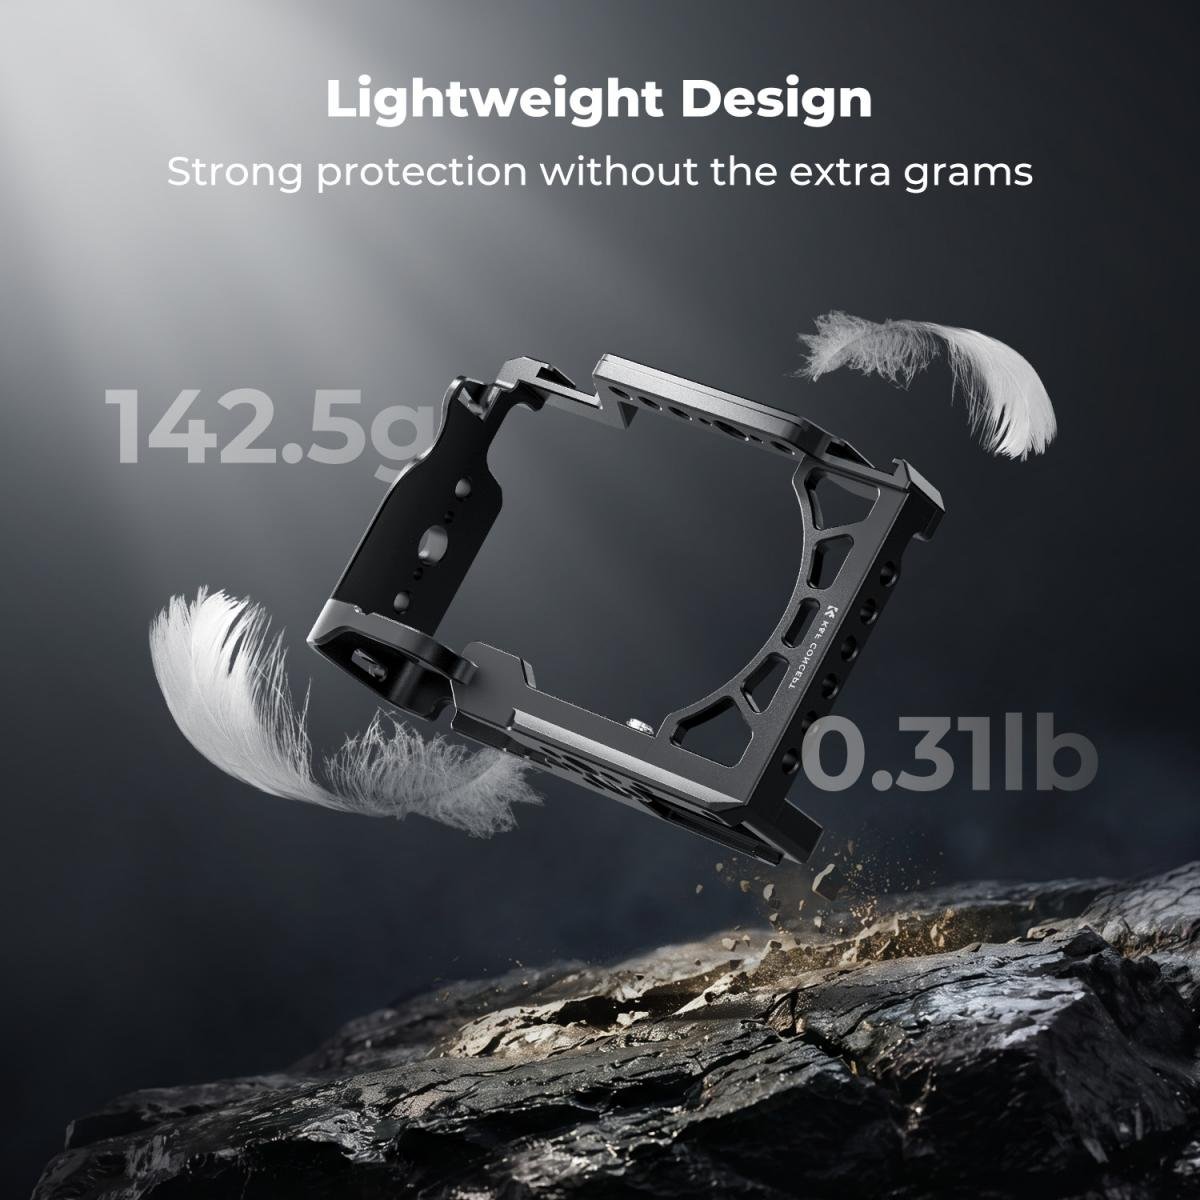 Lightweight Design
Strong protection without the extra grams
142.5g
K&F CONCEPT
0.31lb